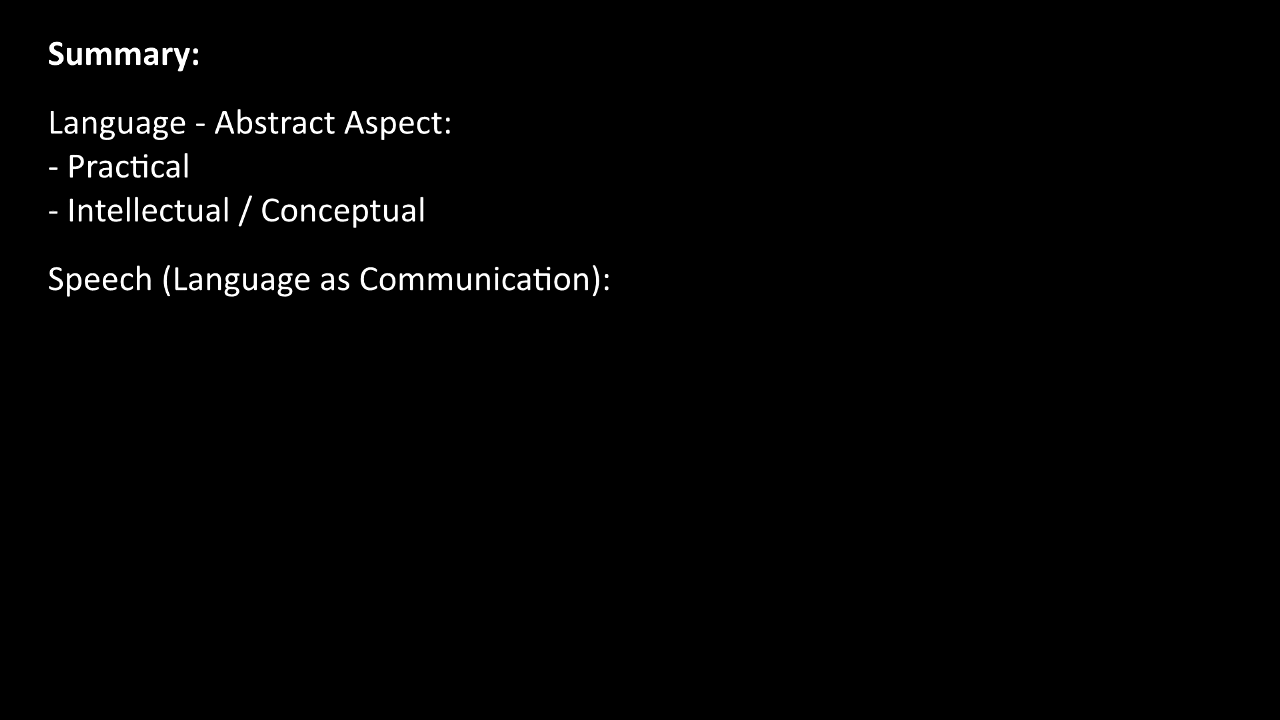 Summary:
Language - Abstract Aspect:
- Practical
- Intellectual / Conceptual
Speech (Language as Communication):